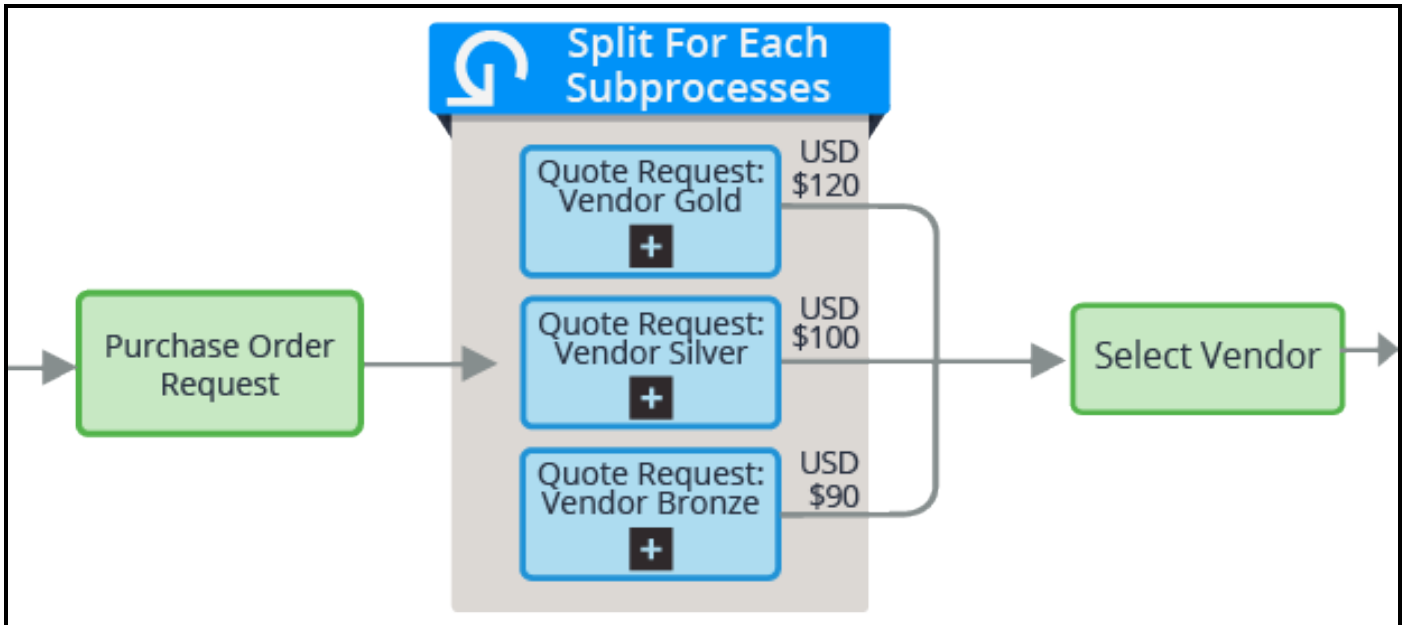 Split For Each
Subprocesses
Quote Request:
Vendor Gold
+
USD
$120
Quote Request:
Vendor Silver
+
USD
$100
Quote Request:
Vendor Bronze
+
USD
$90
Purchase Order
Request
Select Vendor